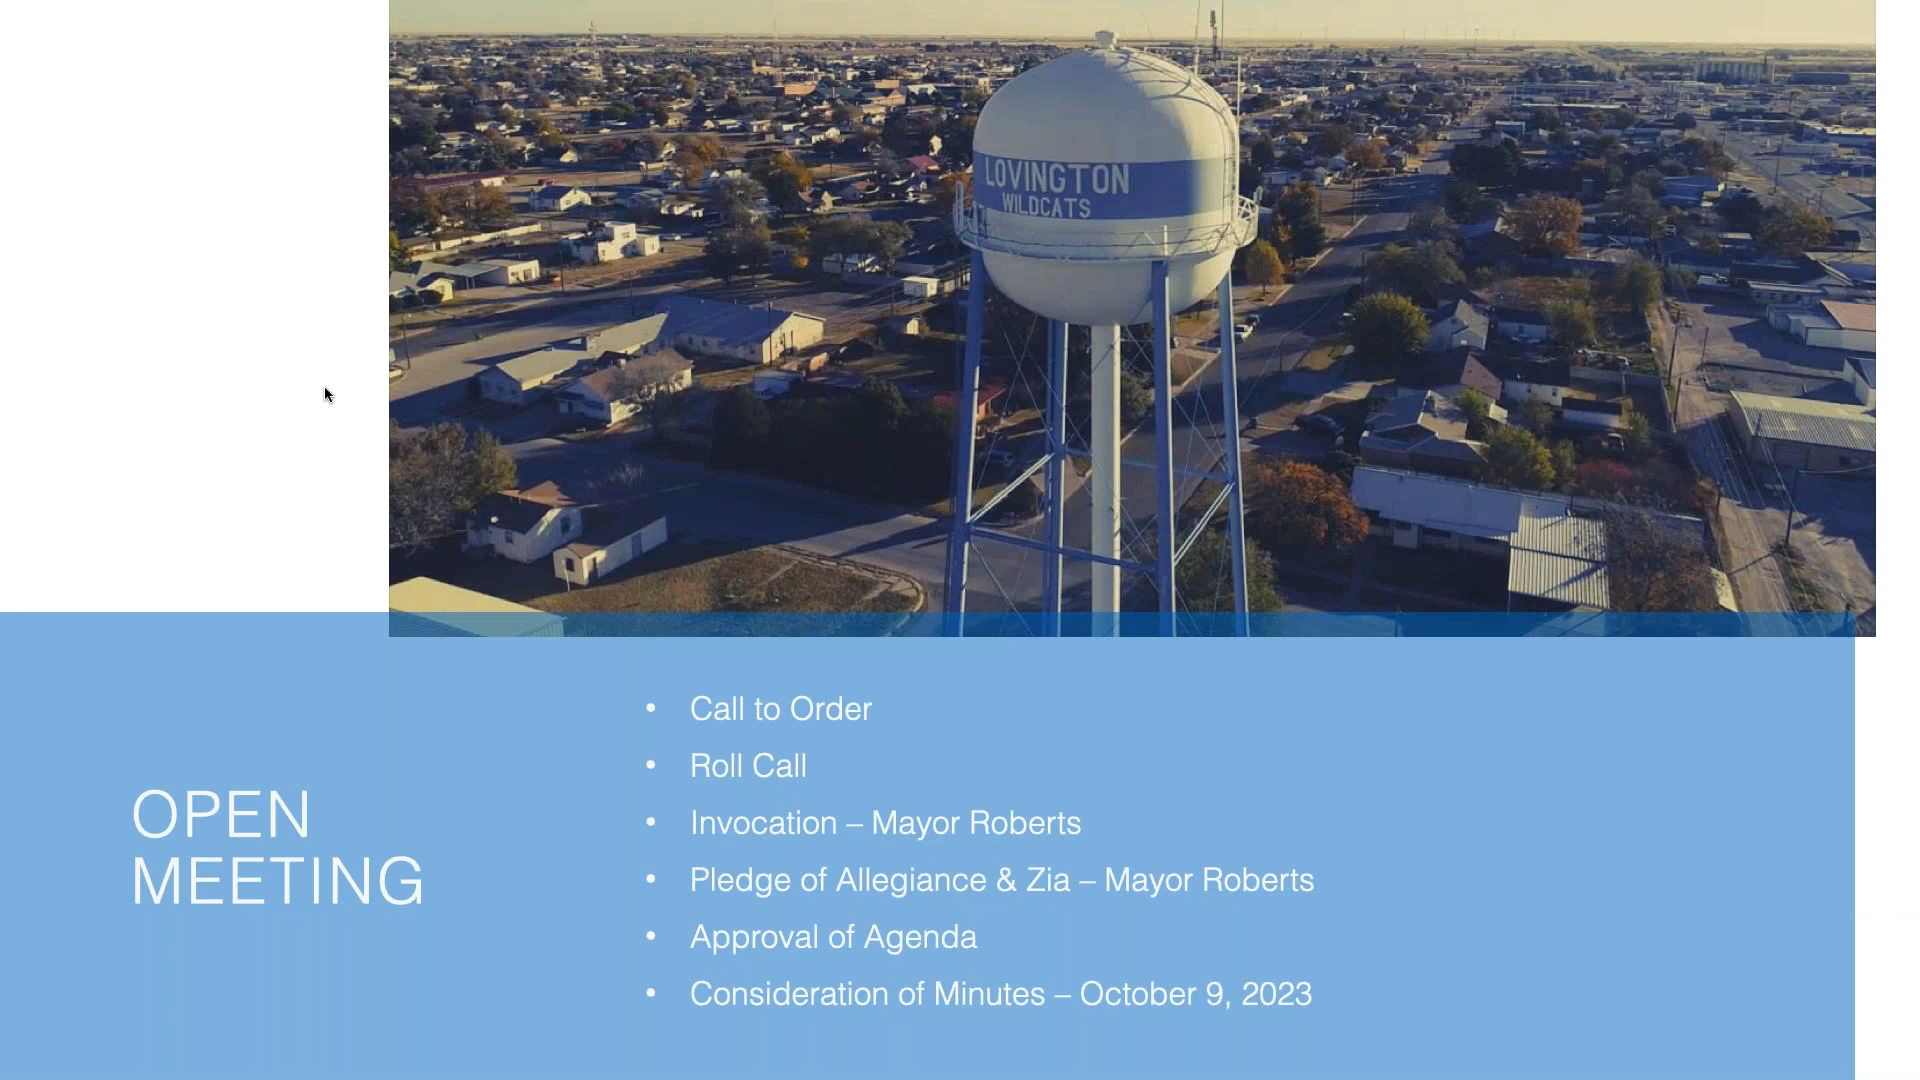 LOVINGTON
WILDCATS
OPEN
MEETING
• Call to Order
• Roll Call
• Invocation – Mayor Roberts
• Pledge of Allegiance & Zia – Mayor Roberts
• Approval of Agenda
• Consideration of Minutes – October 9, 2023